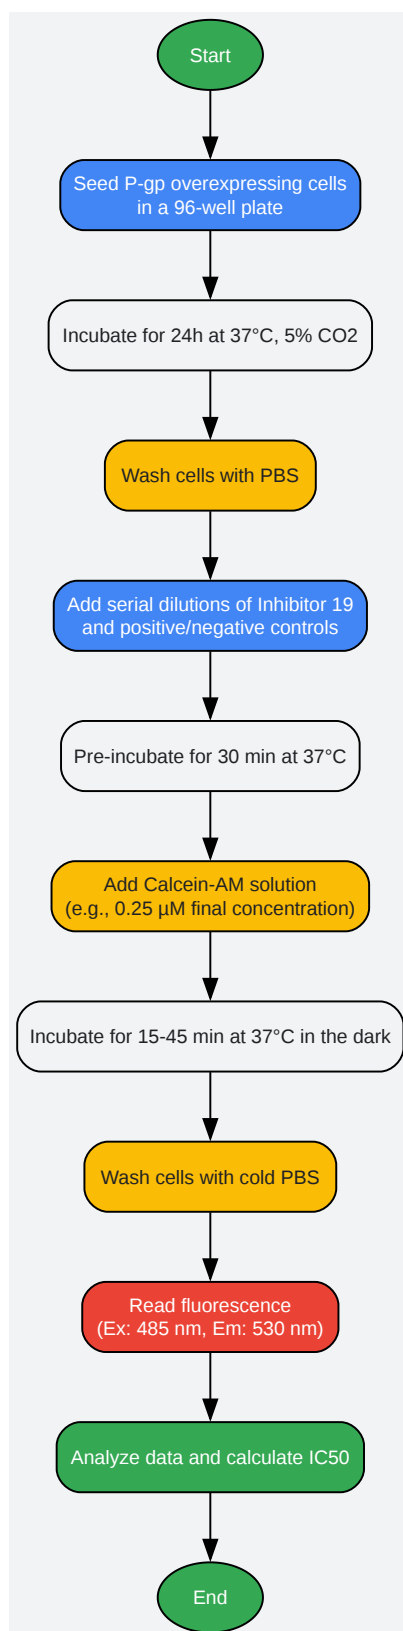 Start
Seed P-gp overexpressing cells
in a 96-well plate
Incubate for 24h at 37°C, 5% CO2
Wash cells with PBS
Add serial dilutions of Inhibitor 19
and positive/negative controls
Pre-incubate for 30 min at 37°C
Add Calcein-AM solution
(e.g., 0.25 µM final concentration)
Incubate for 15-45 min at 37°C in the dark
Wash cells with cold PBS
Read fluorescence
(Ex: 485 nm, Em: 530 nm)
Analyze data and calculate IC50
End